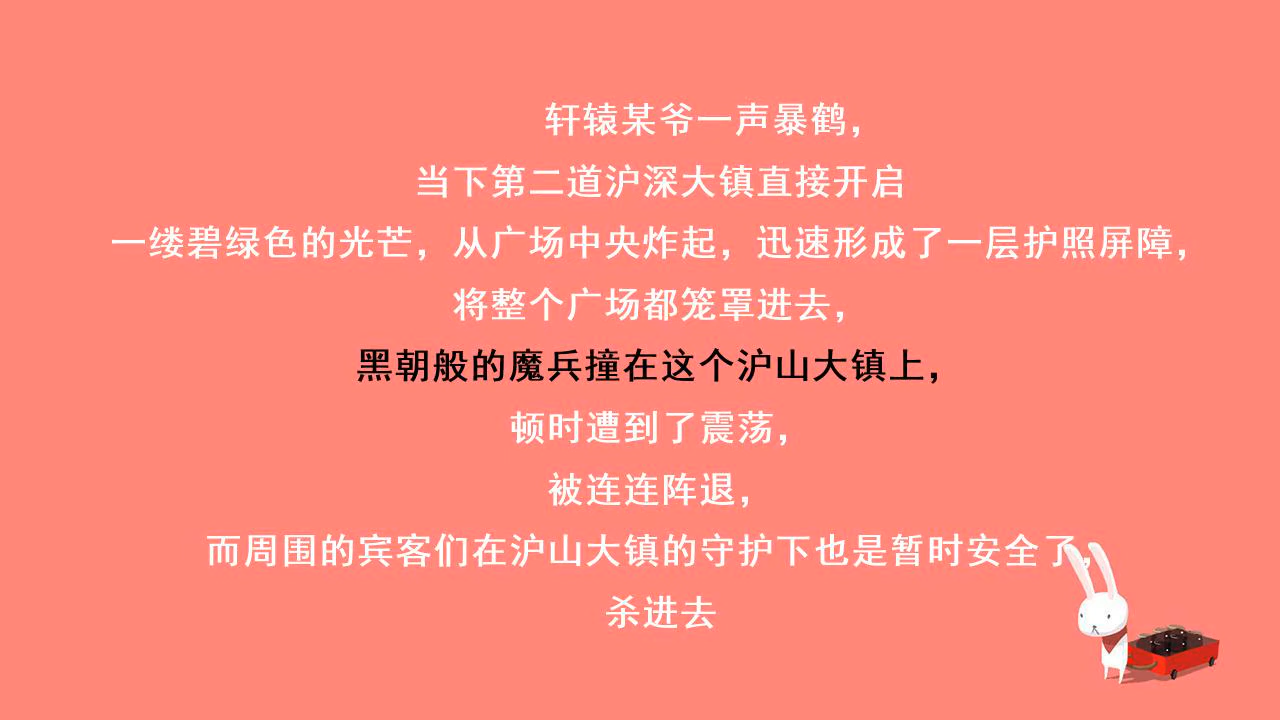 轩辕某爷一声暴鹤，
当下第二道沪深大镇直接开启
一缕碧绿色的光芒，从广场中央炸起，迅速形成了一层护照屏障，
将整个广场都笼罩进去，
黑朝般的魔兵撞在这个沪山大镇上，
顿时遭到了震荡，
被连连阵退，
而周围的宾客们在沪山大镇的守护下也是暂时安全了，
杀进去